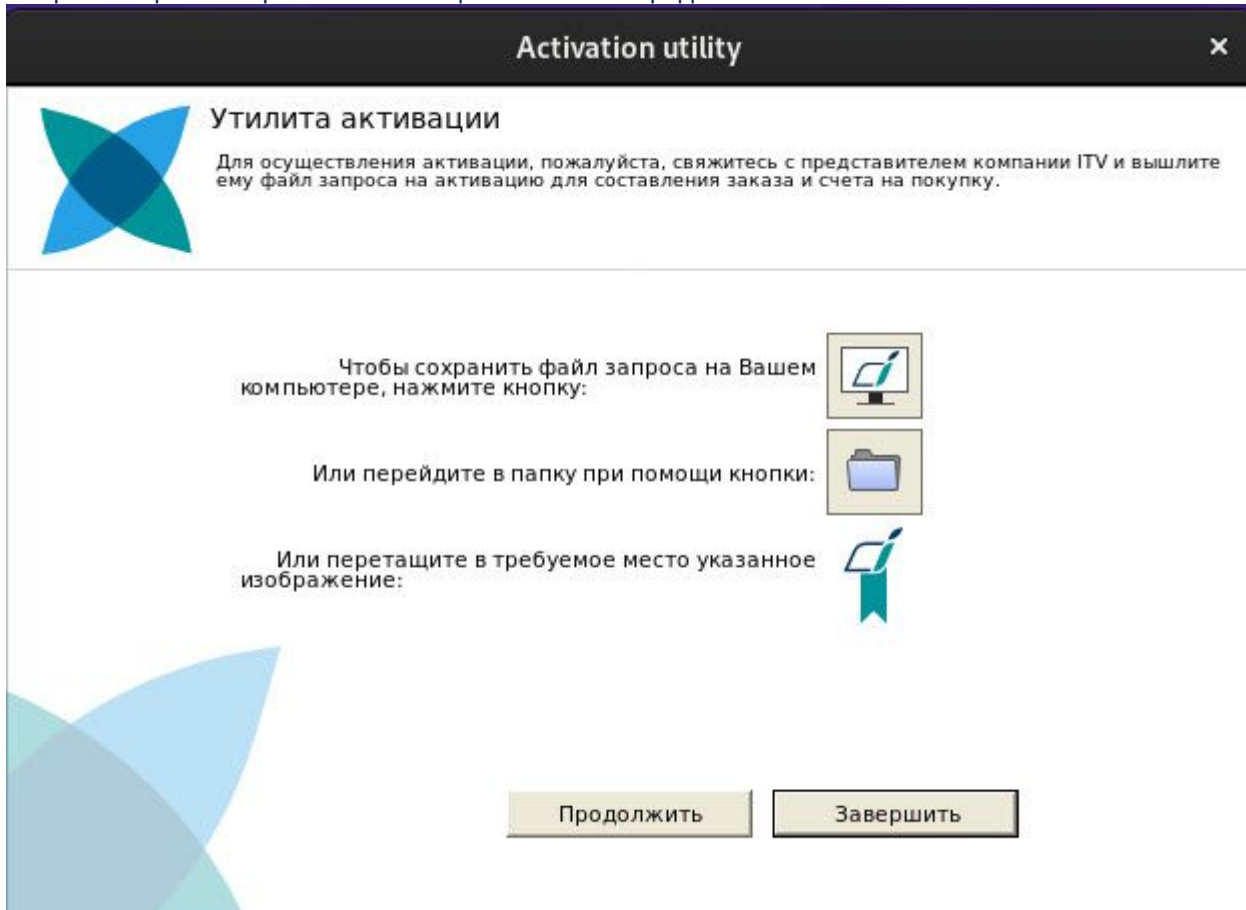 Activation utility
Утилита активации
Для осуществления активации, пожалуйста, свяжитесь с представителем компании ITV и вышлите
ему файл запроса на активацию для составления заказа и счета на покупку.
Чтобы сохранить файл запроса на Вашем
компьютере, нажмите кнопку:
Или перейдите в папку при помощи кнопки:
Или перетащите в требуемое место указанное
изображение:
Продолжить
Завершить